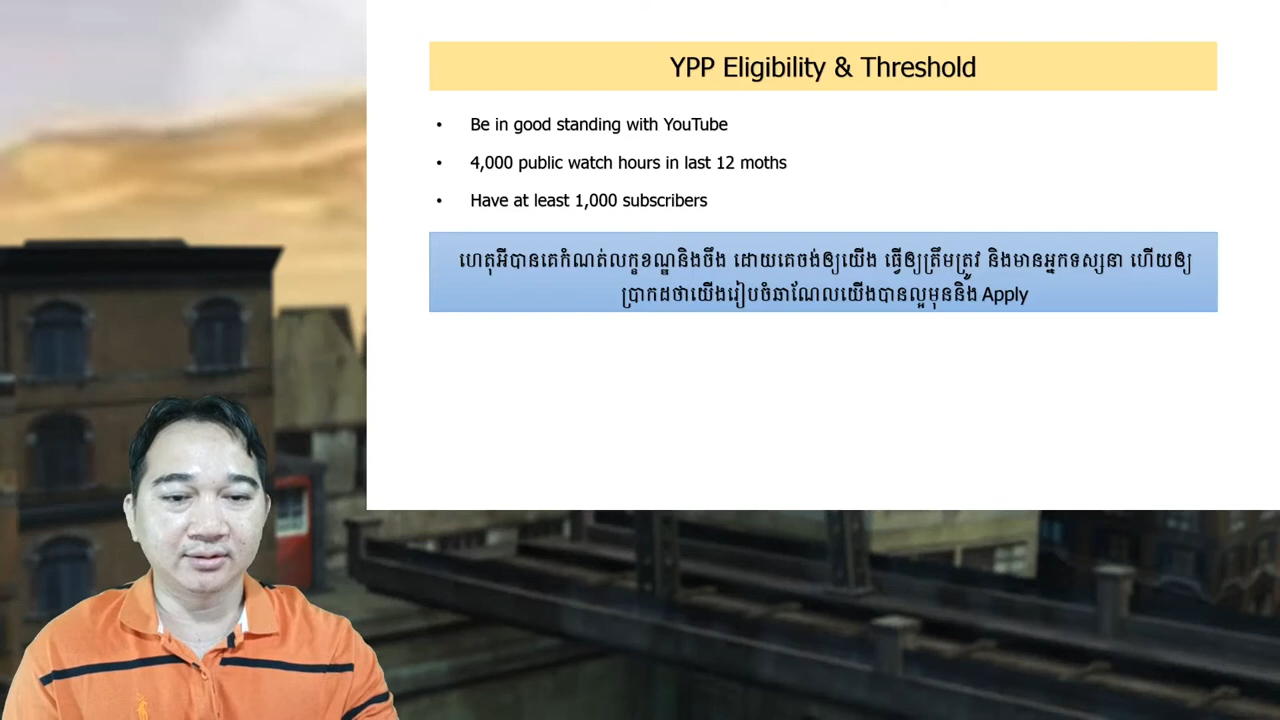 YPP Eligibility & Threshold
• Be in good standing with YouTube
• 4,000 public watch hours in last 12 moths
• Have at least 1,000 subscribers
ហេតុអីបានគេកំណត់លក្ខខណ្ឌនិងចឹង ដោយគេចង់ឲ្យយើង ធ្វើឲ្យត្រឹមត្រូវ និងមានអ្នកទស្សនា ហើយឲ្យ
ប្រាកដថាយើងរៀបចំឆាណែលយើងបានល្អមុននិង Apply